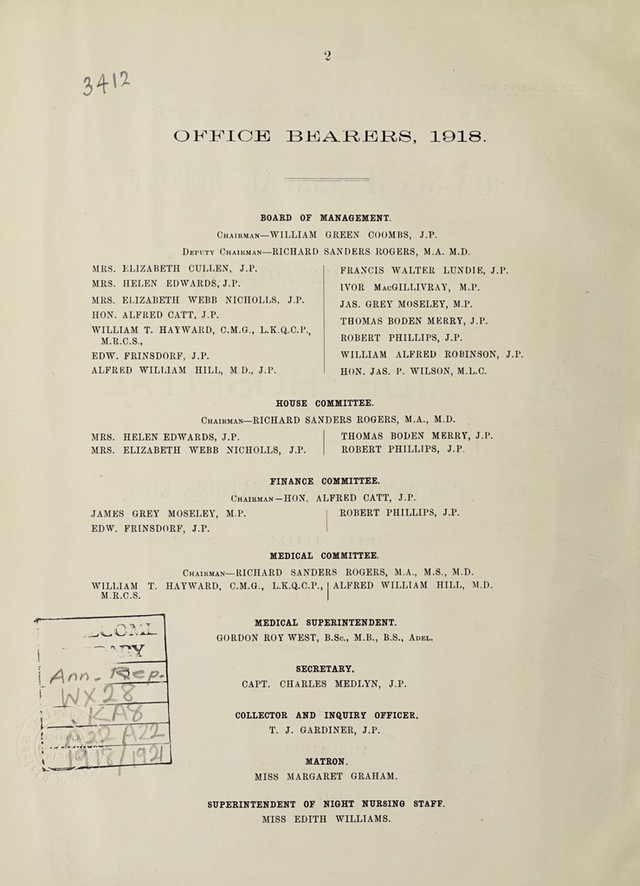 2
3412
OFFICE BEARERS, 1918.
BOARD OF MANAGEMENT.
CHAIRMAN—WILLIAM GREEN COOMBS, J.P.
DEPUTY CHAIRMAN—RICHARD SANDERS ROGERS, M.A. M.D.
MRS. ELIZABETH CULLEN, J.P.
MRS. HELEN EDWARDS, J.P.
MRS. ELIZABETH WEBB NICHOLLS, J.P.
HON. ALFRED CATT, J.P.
WILLIAM T. HAYWARD, C.M.G., L.K.Q.C.P.,
M.R.C.S.,
EDW. FRINSDORF, J.P.
ALFRED WILLIAM HILL, M.D., J.P.
FRANCIS WALTER LUNDIE, J.P.
IVOR MacGILLIVRAY, M.P.
JAS. GREY MOSELEY, M.P.
THOMAS BODEN MERRY, J.P.
ROBERT PHILLIPS, J.P.
WILLIAM ALFRED ROBINSON, J.P.
HON. JAS. P. WILSON, M.L.C.
HOUSE COMMITTEE.
CHAIRMAN—RICHARD SANDERS ROGERS, M.A., M.D.
MRS. HELEN EDWARDS, J.P.
MRS. ELIZABETH WEBB NICHOLLS, J.P.
THOMAS BODEN MERRY, J.P.
ROBERT PHILLIPS, J.P.
FINANCE COMMITTEE.
CHAIRMAN—HON. ALFRED CATT, J.P.
JAMES GREY MOSELEY, M.P.
EDW. FRINSDORF, J.P.
ROBERT PHILLIPS, J.P.
MEDICAL COMMITTEE.
CHAIRMAN—RICHARD SANDERS ROGERS, M.A., M.S., M.D.
WILLIAM T. HAYWARD, C.M.G., L.K.Q.C.P.,
M.R.C.S.
ALFRED WILLIAM HILL, M.D.
MEDICAL SUPERINTENDENT.
GORDON ROY WEST, B.Sc., M.B., B.S., ADEL.
SECRETARY.
CAPT. CHARLES MEDLYN, J.P.
COLLECTOR AND INQUIRY OFFICER.
T. J. GARDINER, J.P.
MATRON.
MISS MARGARET GRAHAM.
SUPERINTENDENT OF NIGHT NURSING STAFF.
MISS EDITH WILLIAMS.
Ann. Rep.
WX28
KA8
A22 A22
1918/1921